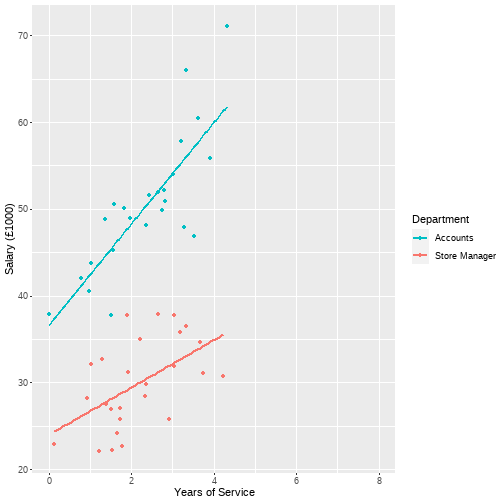 70
60
50
40
30
20
Salary (£1000)
0
2
4
6
8
Years of Service
Department
Accounts
Store Manager